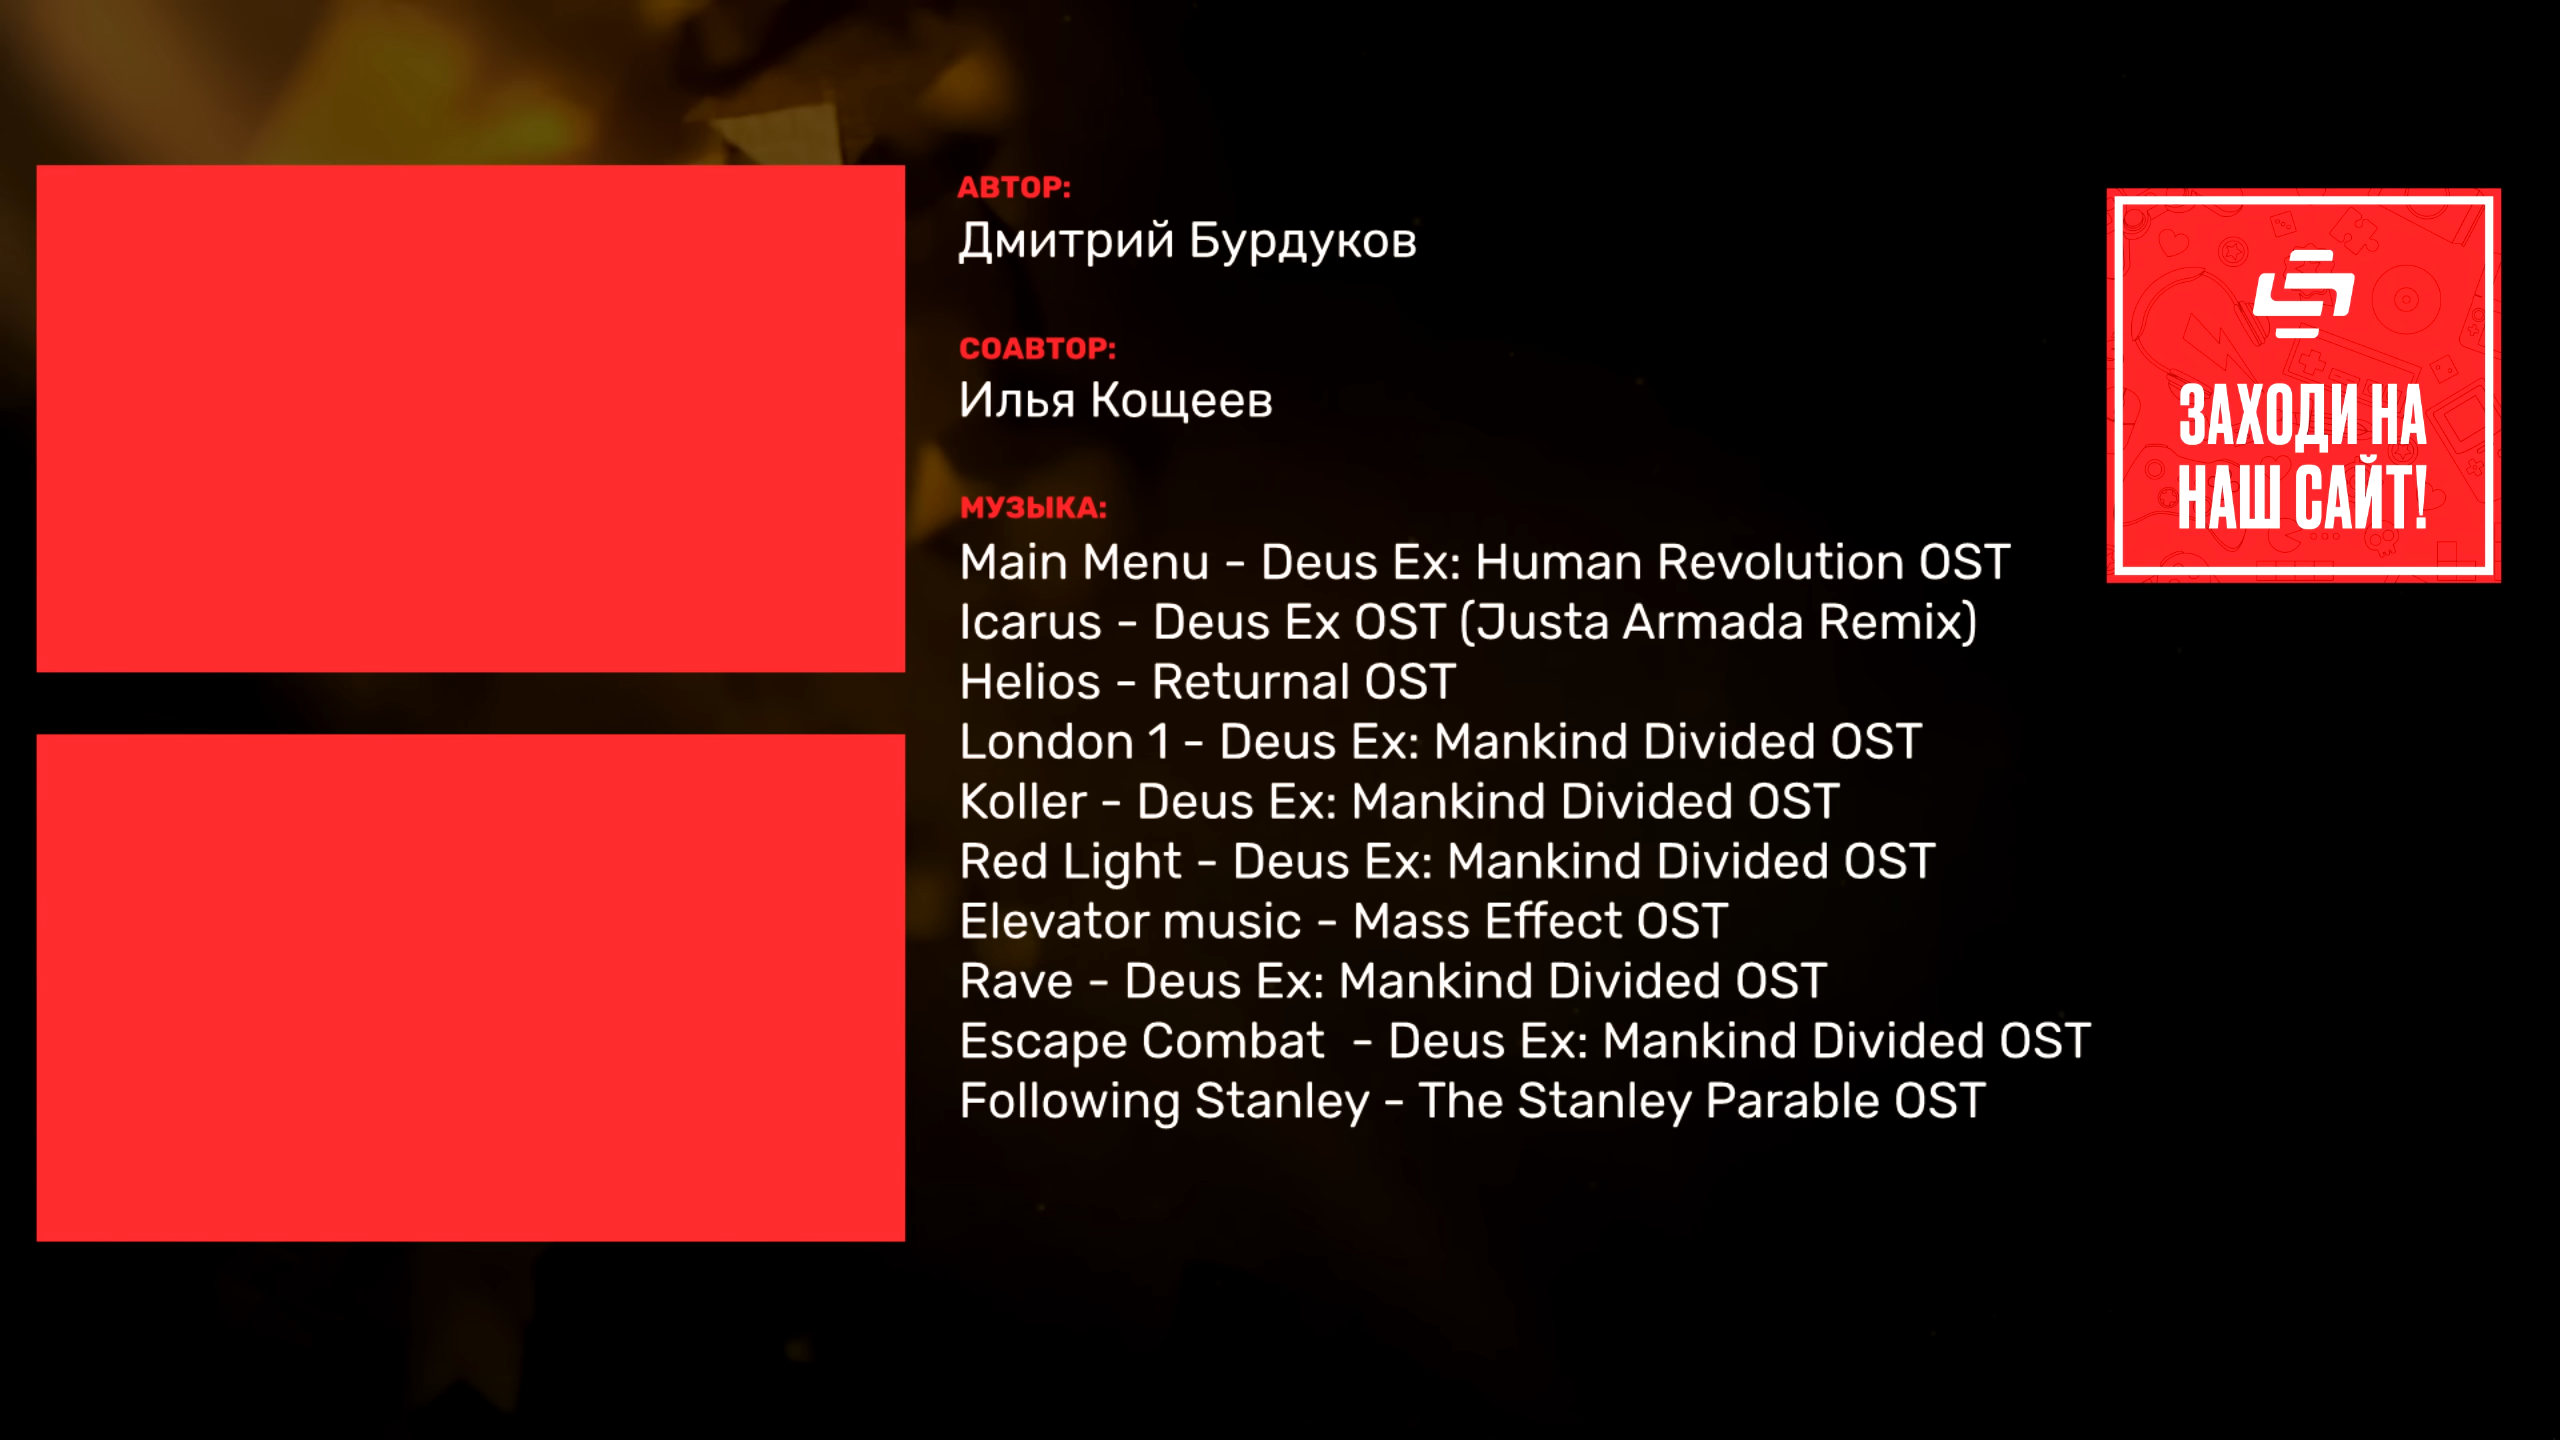 АВТОР:
Дмитрий Бурдуков
СОАВТОР:
Илья Кощеев
МУЗЫКА:
Main Menu - Deus Ex: Human Revolution OST
Icarus - Deus Ex OST (Justa Armada Remix)
Helios - Returnal OST
London 1 - Deus Ex: Mankind Divided OST
Koller - Deus Ex: Mankind Divided OST
Red Light - Deus Ex: Mankind Divided OST
Elevator music - Mass Effect OST
Rave - Deus Ex: Mankind Divided OST
Escape Combat  - Deus Ex: Mankind Divided OST
Following Stanley - The Stanley Parable OST
ЗАХОДИ НА
НАШ САЙТ!